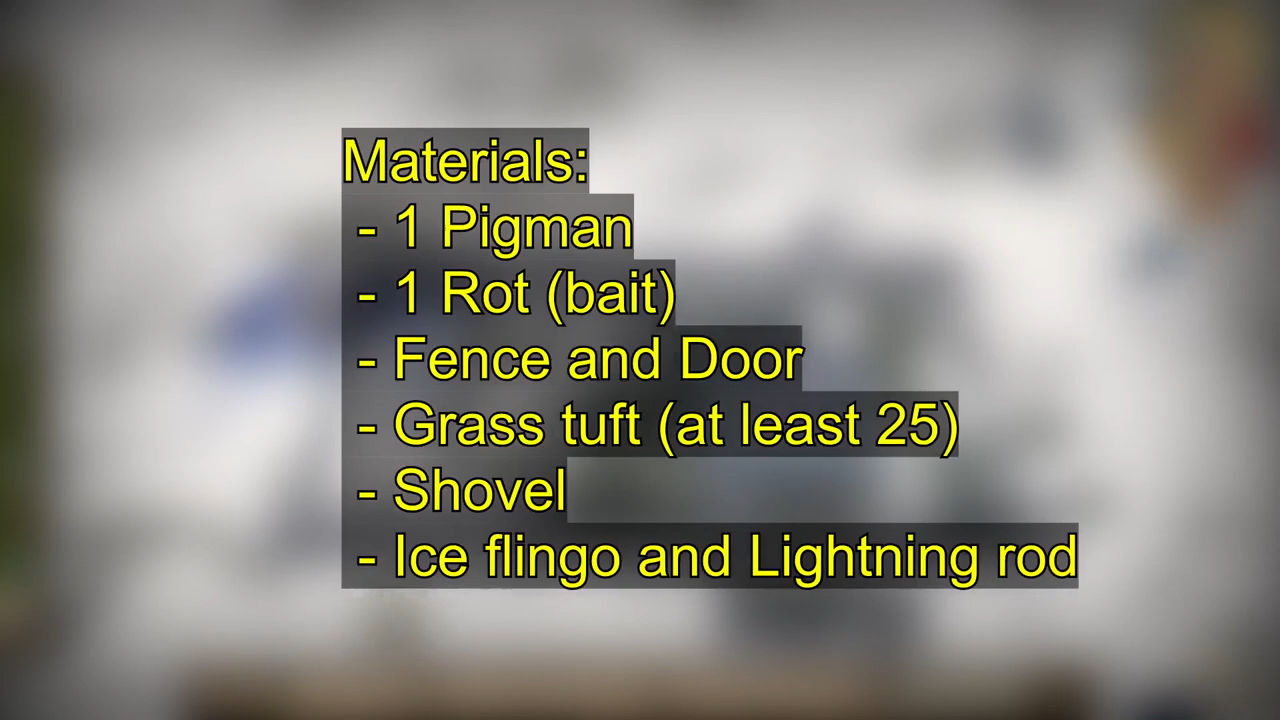 Materials:
- 1 Pigman
- 1 Rot (bait)
- Fence and Door
- Grass tuft (at least 25)
- Shovel
- Ice flingo and Lightning rod